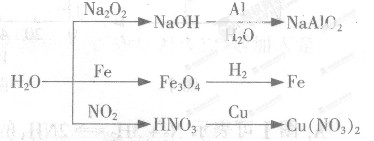 Na₂O₂ → NaOH Al/H₂O → NaAlO₂
H₂O Fe → Fe₃O₄ H₂ → Fe
NO₂ → HNO₃ Cu → Cu(NO₃)₂